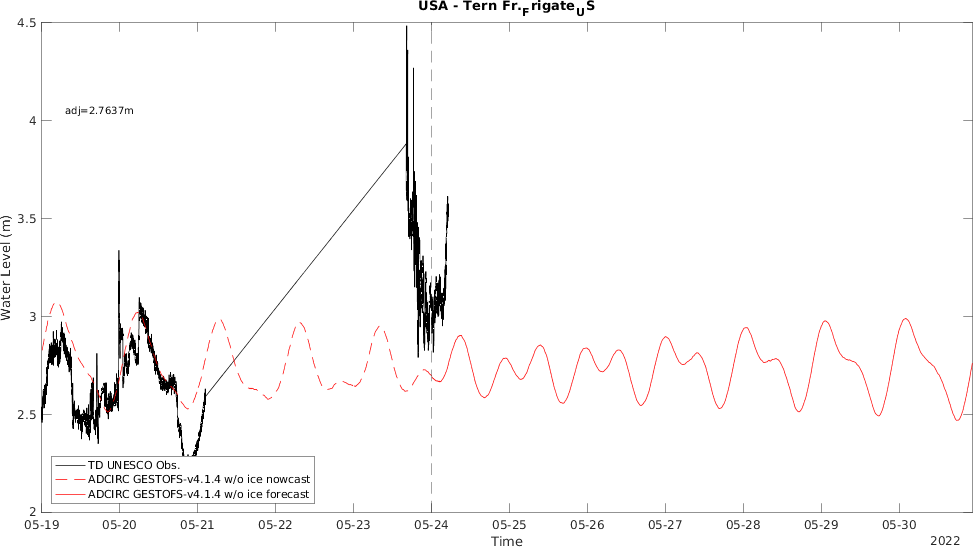 USA - Tern Fr.FrigateUS
4.5
4
3.5
3
2.5
2
Water Level (m)
adj=2.7637m
TD UNESCO Obs.
ADCIRC GESTOFS-v4.1.4 w/o ice nowcast
ADCIRC GESTOFS-v4.1.4 w/o ice forecast
05-19 05-20 05-21 05-22 05-23 05-24 05-25 05-26 05-27 05-28 05-29 05-30
Time
2022